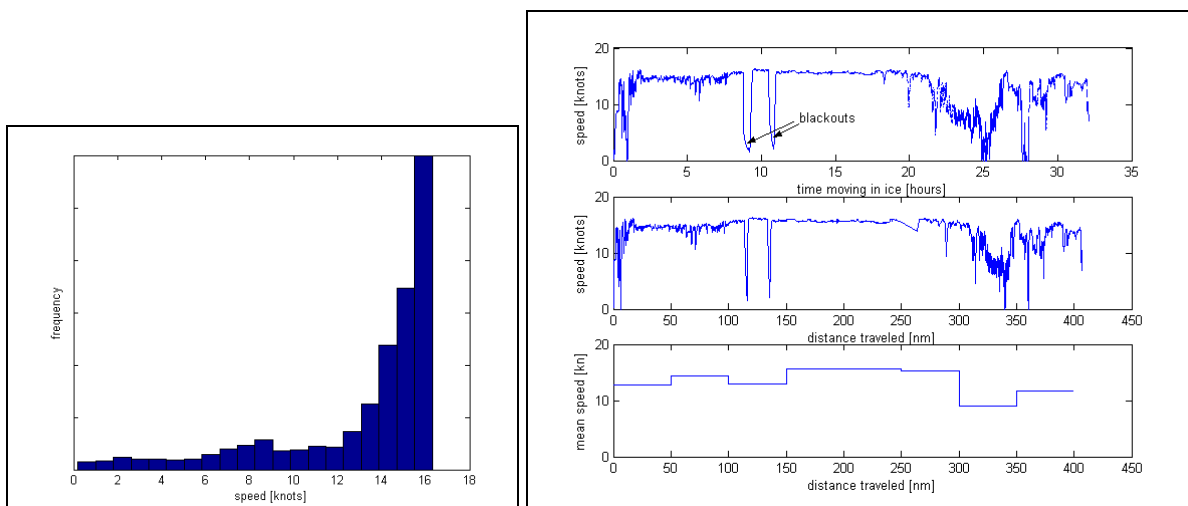 frequency
0 2 4 6 8 10 12 14 16 18
speed [knots]
20
10
0
speed [knots]
blackouts
0 5 10 15 20 25 30 35
time moving in ice [hours]
20
10
0
speed [knots]
0 50 100 150 200 250 300 350 400 450
distance traveled [nm]
20
10
0
mean speed [kn]
0 50 100 150 200 250 300 350 400 450
distance traveled [nm]